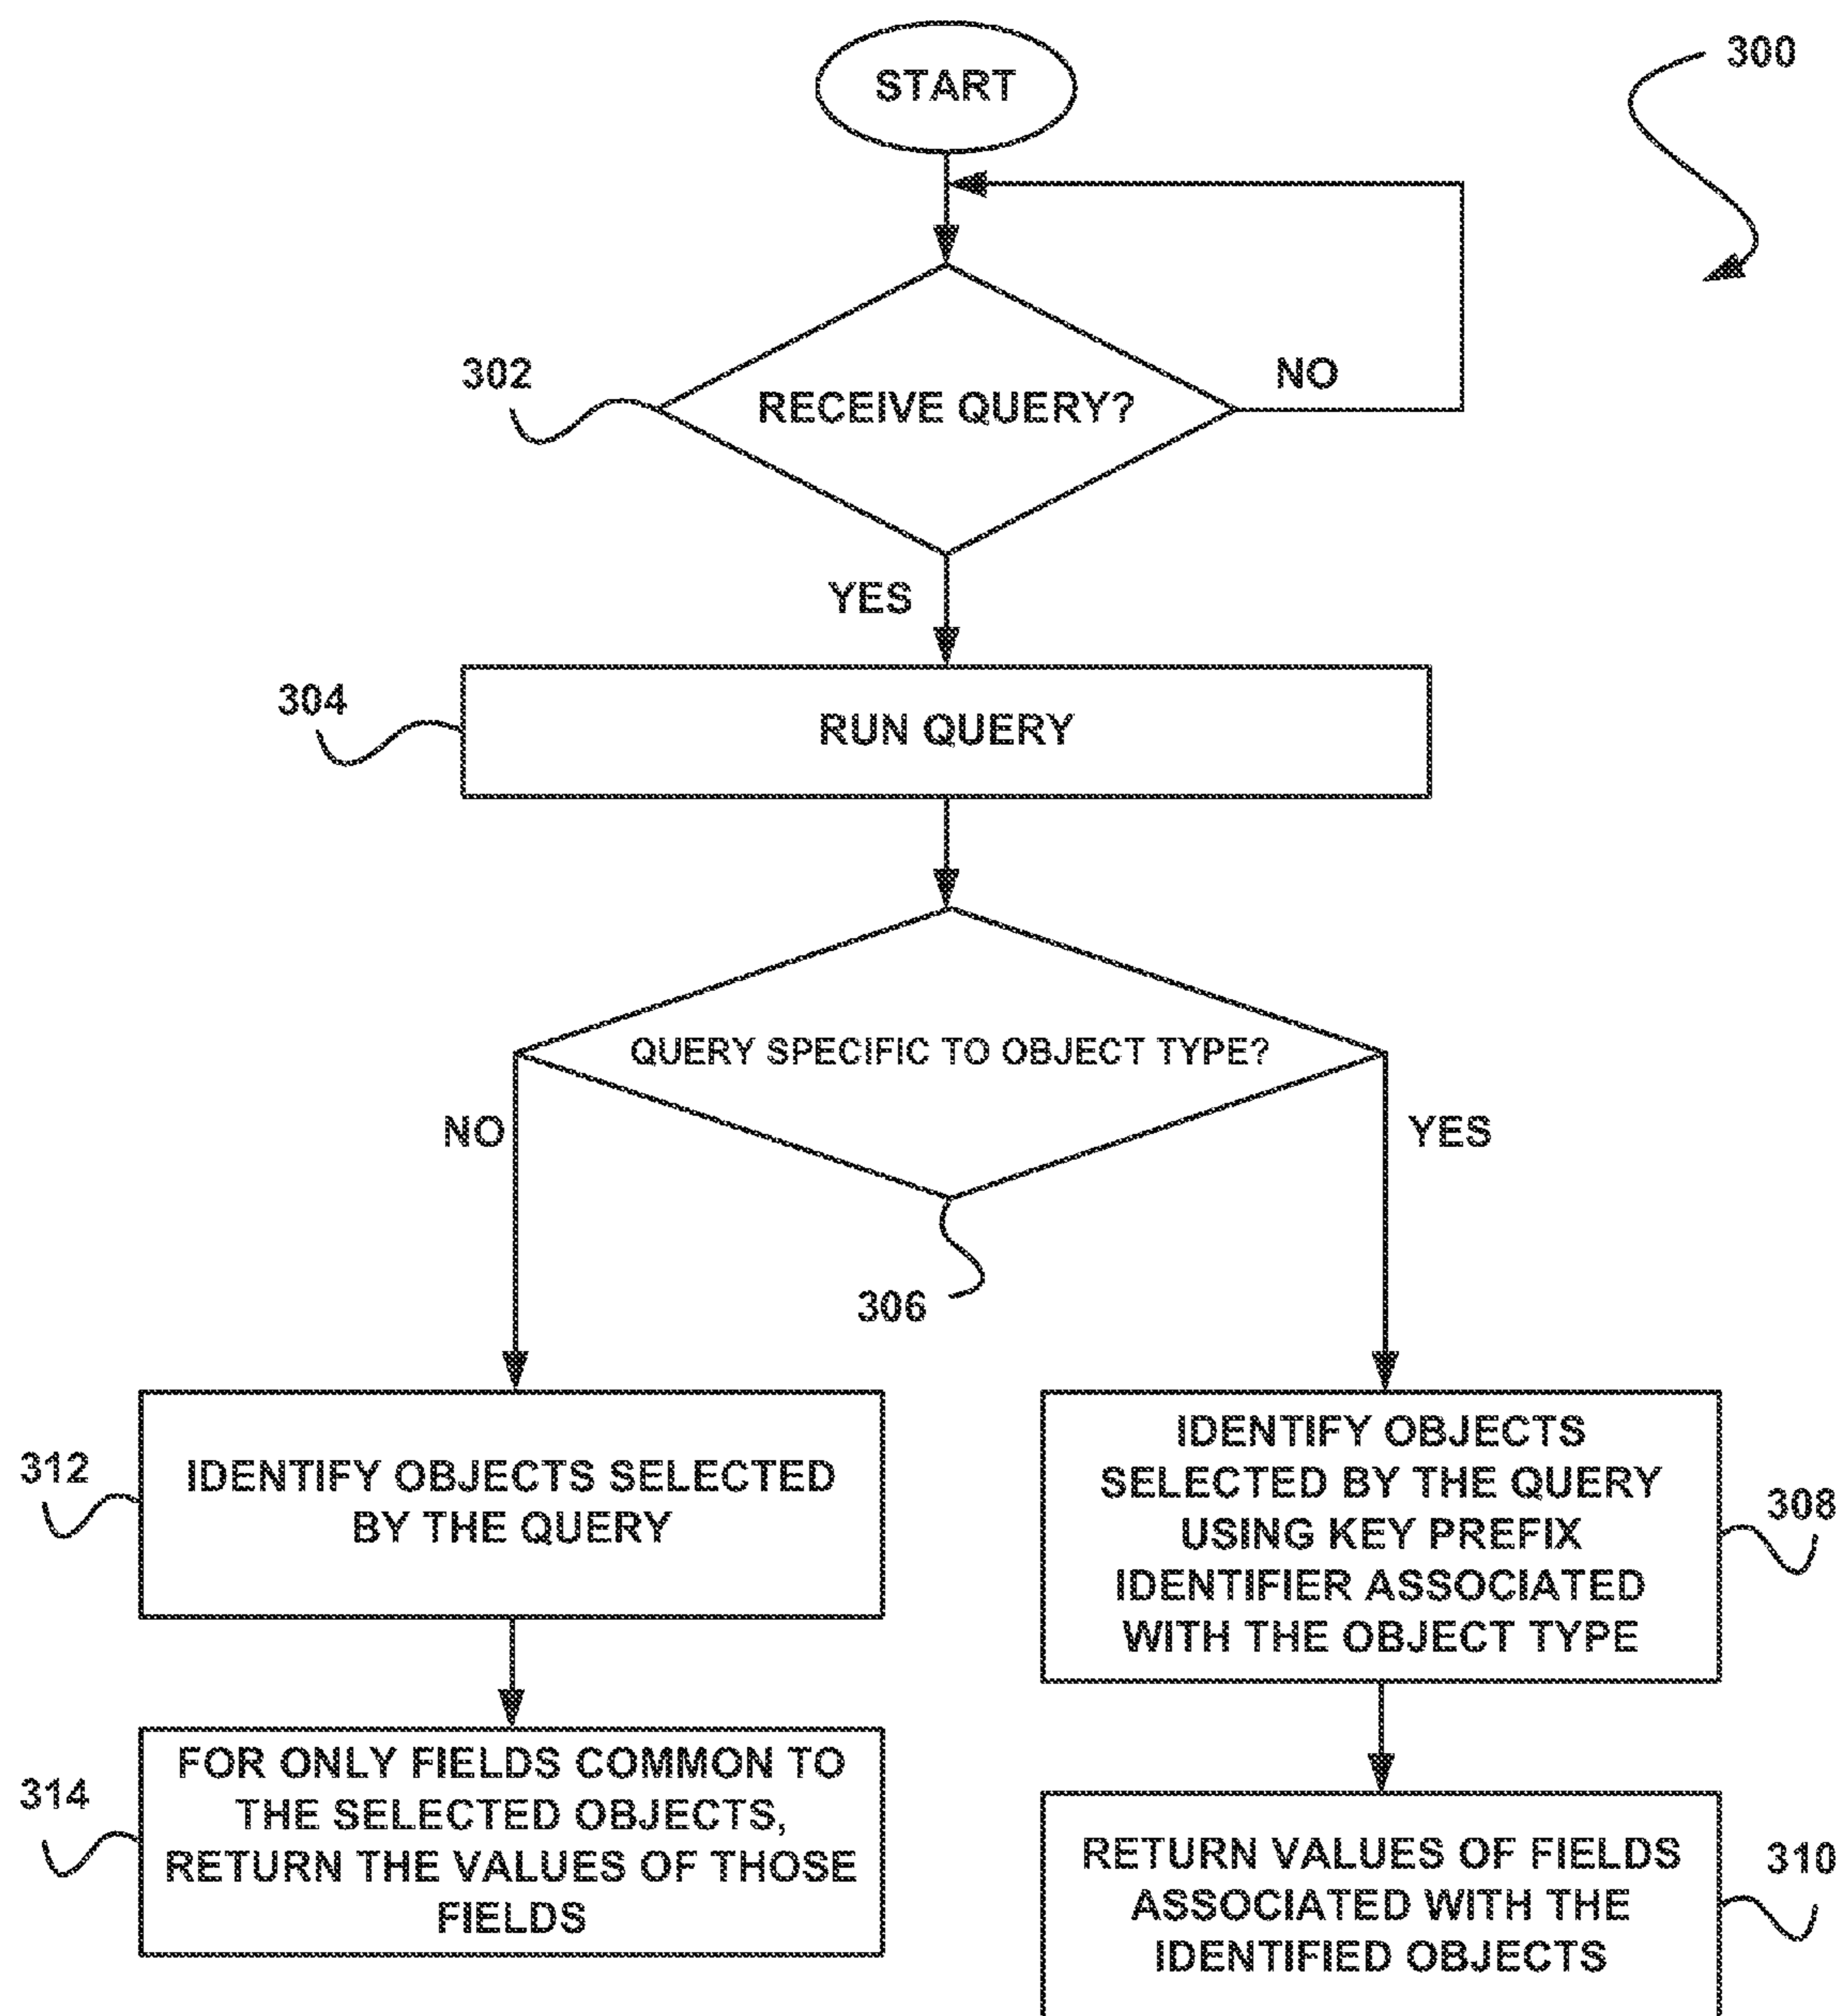 START
300
302
RECEIVE QUERY?
NO
YES
304
RUN QUERY
QUERY SPECIFIC TO OBJECT TYPE?
NO
YES
306
312
IDENTIFY OBJECTS SELECTED
BY THE QUERY
IDENTIFY OBJECTS
SELECTED BY THE QUERY
USING KEY PREFIX
IDENTIFIER ASSOCIATED
WITH THE OBJECT TYPE
308
314
FOR ONLY FIELDS COMMON TO
THE SELECTED OBJECTS,
RETURN THE VALUES OF THOSE
FIELDS
RETURN VALUES OF FIELDS
ASSOCIATED WITH THE
IDENTIFIED OBJECTS
310